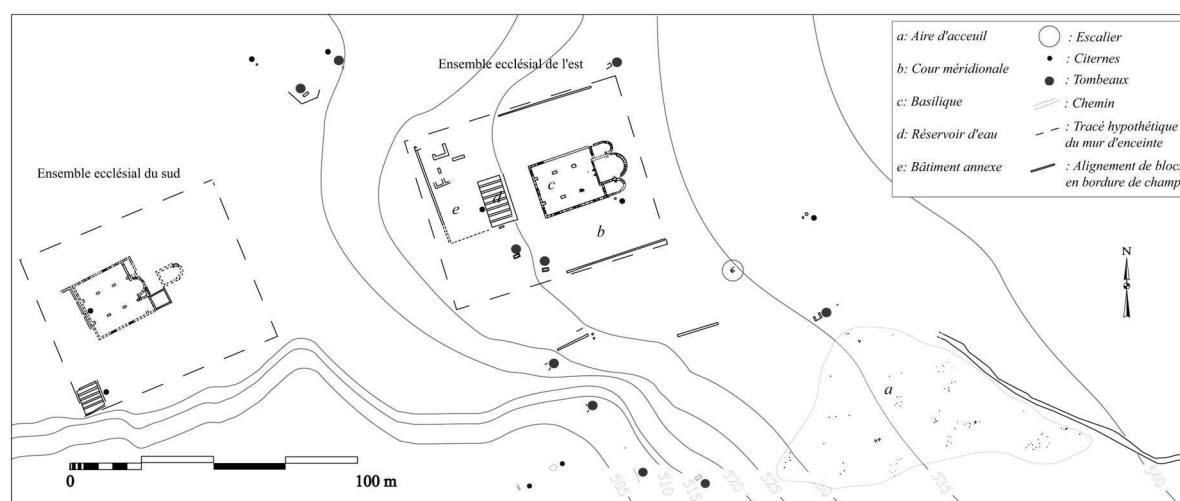 Ensemble ecclésial de l'est
Ensemble ecclésial du sud
a: Aire d'acceuil
b: Cour méridionale
c: Basilique
d: Réservoir d'eau
e: Bâtiment annexe
: Escalier
: Citernes
: Tombeaux
: Chemin
: Tracé hypothétique
du mur d'enceinte
: Alignement de blocs
en bordure de champ
c
d
e
b
N
a
0
100 m
505
510
515
520
525
535
540